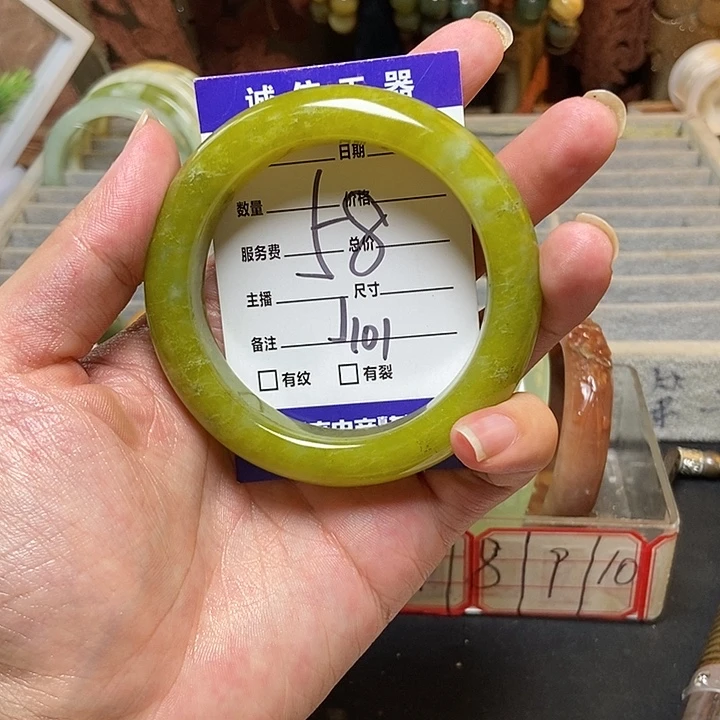 诚信玉器
日期
数量 价格
58
服务费 总价
主播 尺寸
J101
备注
有纹 有裂
8 9 10